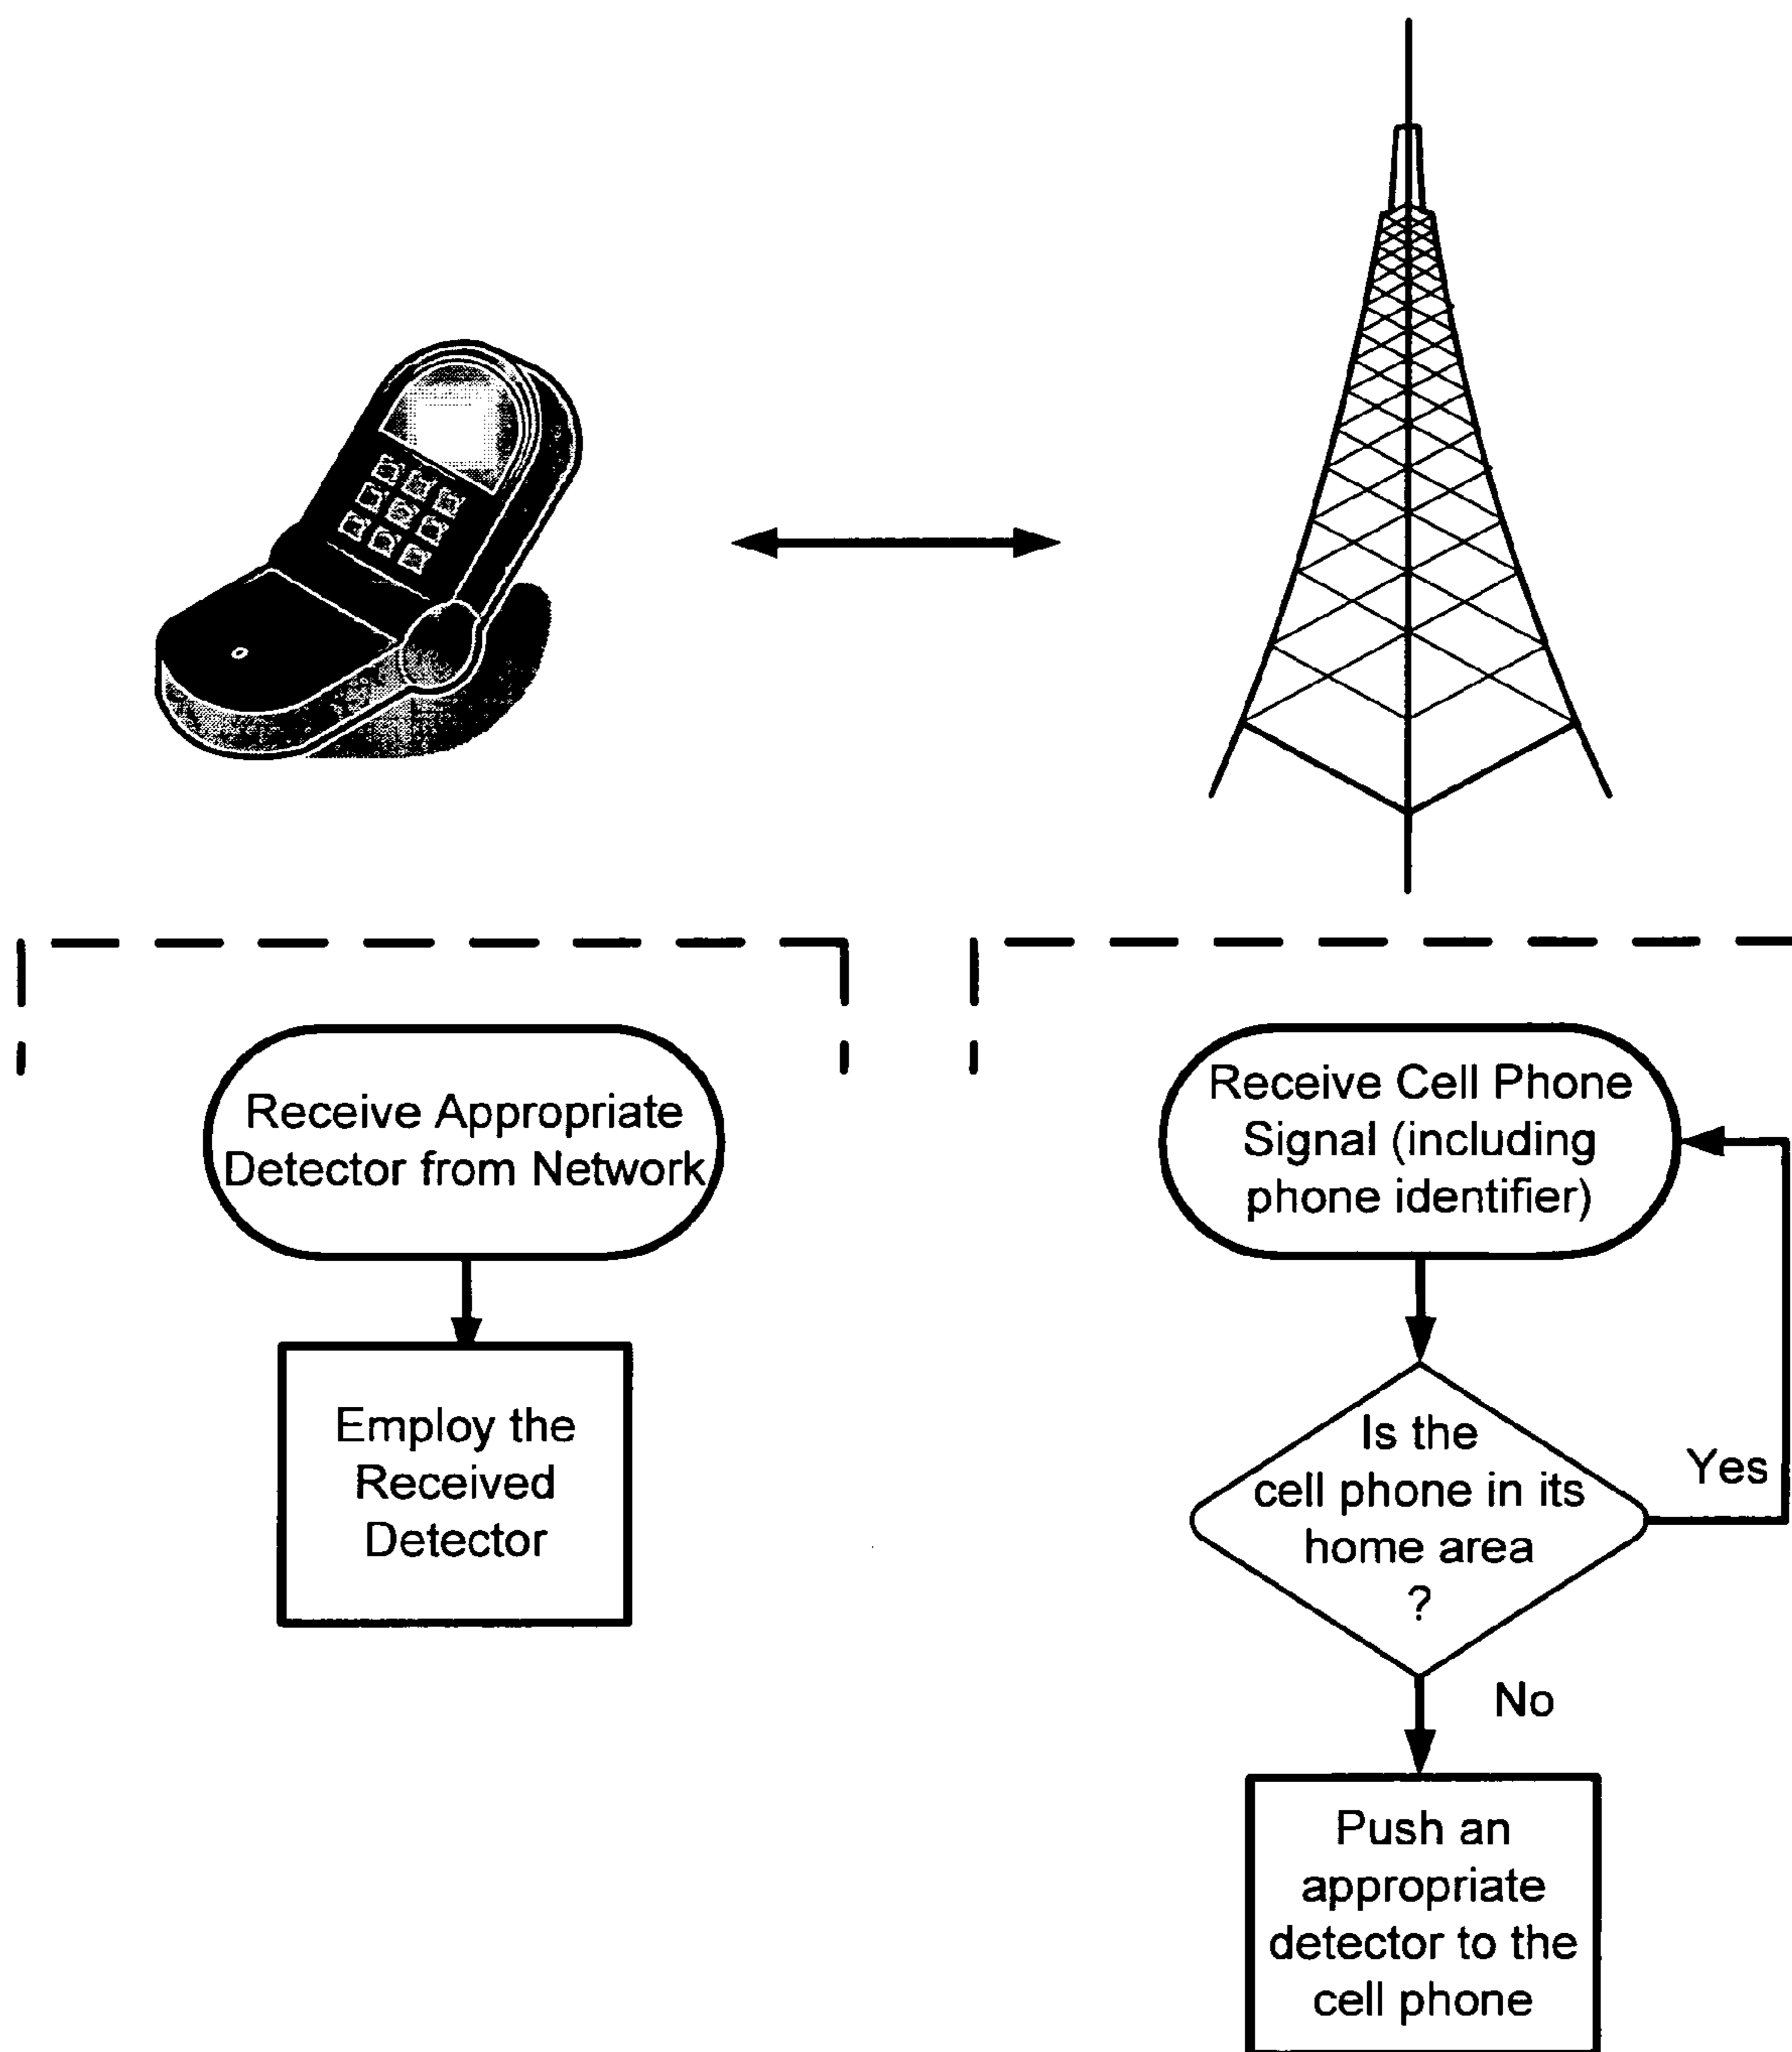 Receive Appropriate
Detector from Network
Employ the
Received
Detector
Receive Cell Phone
Signal (including
phone identifier)
Is the
cell phone in its
home area
?
Yes
No
Push an
appropriate
detector to the
cell phone